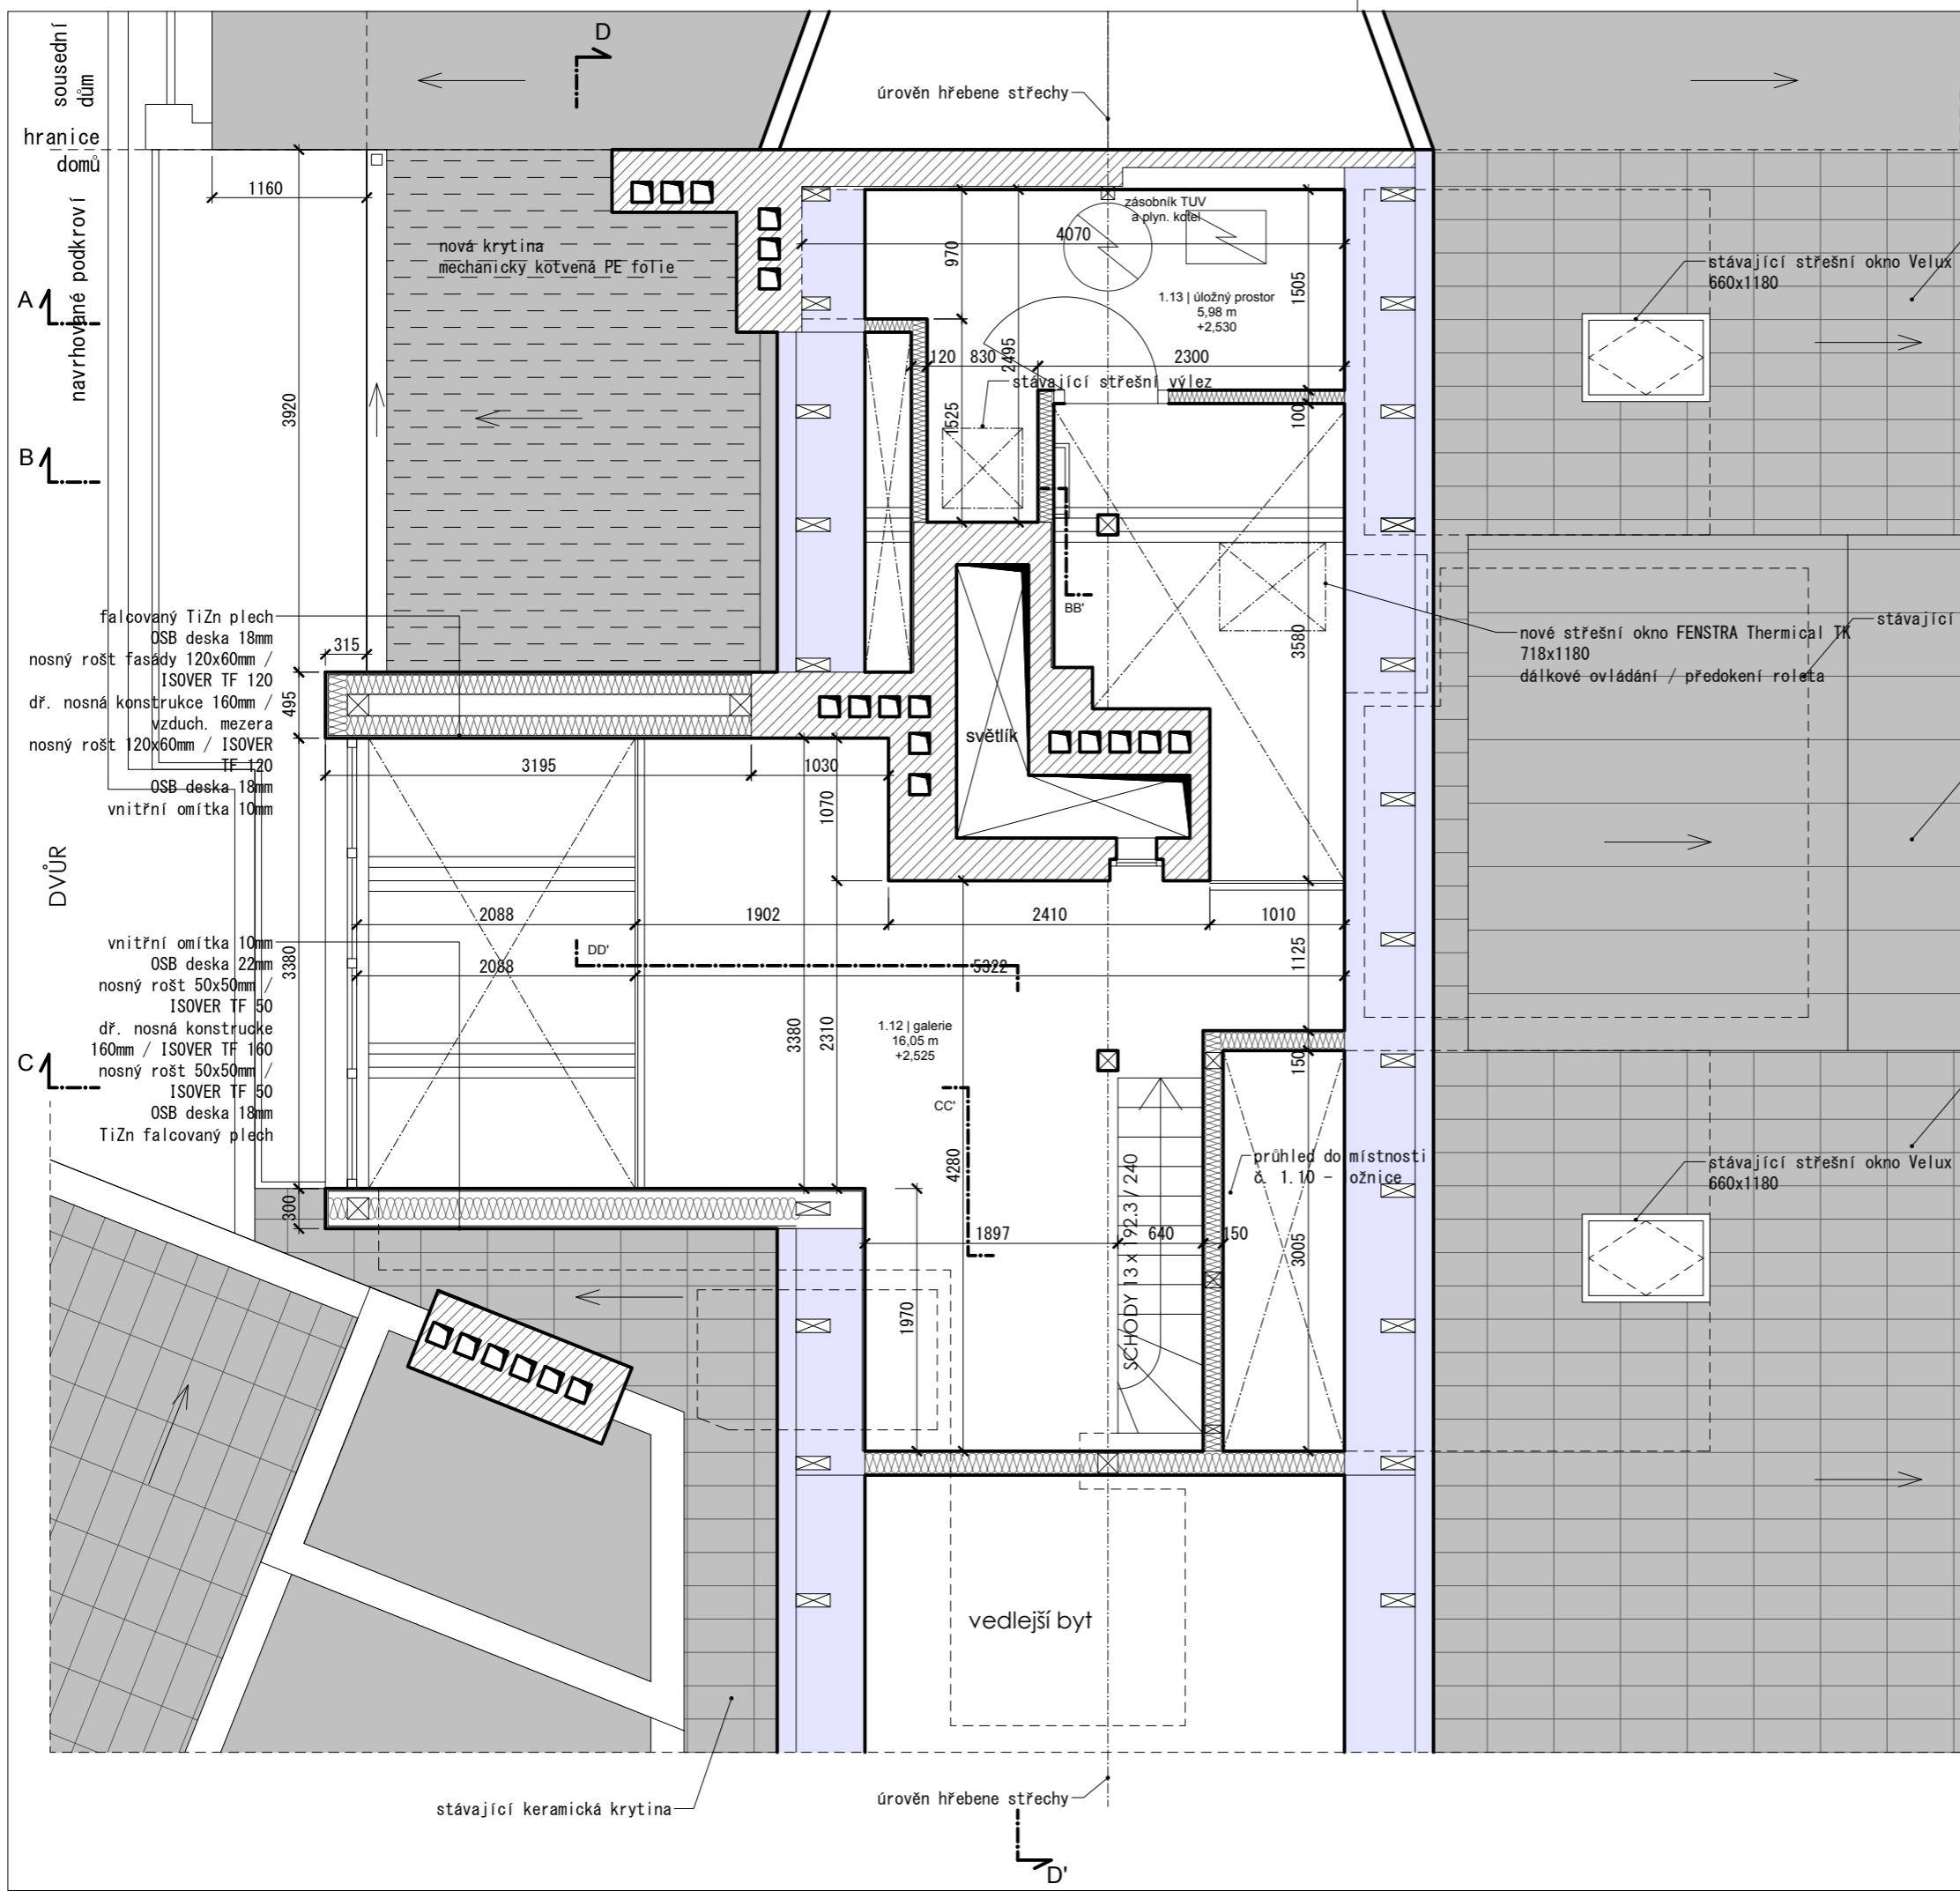 sousední
dům
hranice
domů
navrhované podkroví
D
úrověn hřebene střechy
1160
nová krytina
mechanicky kotvená PE folie
zásobník TUV
a plyn. kotel
4070
970
2495
1505
1.13 | úložný prostor
5,98 m
+2,530
stávající střešní okno Velux
660x1180
A
3920
120
830
2300
stávající střešní výlez
1525
100
B
BB'
3580
falcovaný TiZn plech
OSB deska 18mm
nosný rošt fasády 120x60mm /
ISOVER TF 120
dř. nosná konstrukce 160mm /
vzduch. mezera
nosný rošt 120x60mm / ISOVER
TF 120
OSB deska 18mm
vnitřní omítka 10mm
315
495
nové střešní okno FENSTRA Thermical TK
718x1180
dálkové ovládání / předokení roleta
stávající
světlík
3195
1030
1070
DVŮR
2088
1902
2410
1010
vnitřní omítka 10mm
OSB deska 22mm
nosný rošt 50x50mm /
ISOVER TF 50
dř. nosná konstrucke
160mm / ISOVER TF 160
nosný rošt 50x50mm /
ISOVER TF 50
OSB deska 18mm
TiZn falcovaný plech
3380
DD'
2088
5322
1125
3380
2310
1.12 | galerie
16,05 m
+2,525
C
150
CC'
4280
SCHODY 13 x 192.3 / 240
průhled do místnosti
č. 1.10 - ožnice
stávající střešní okno Velux
660x1180
300
1897
640
150
3005
1970
vedlejší byt
stávající keramická krytina
úrověn hřebene střechy
D'